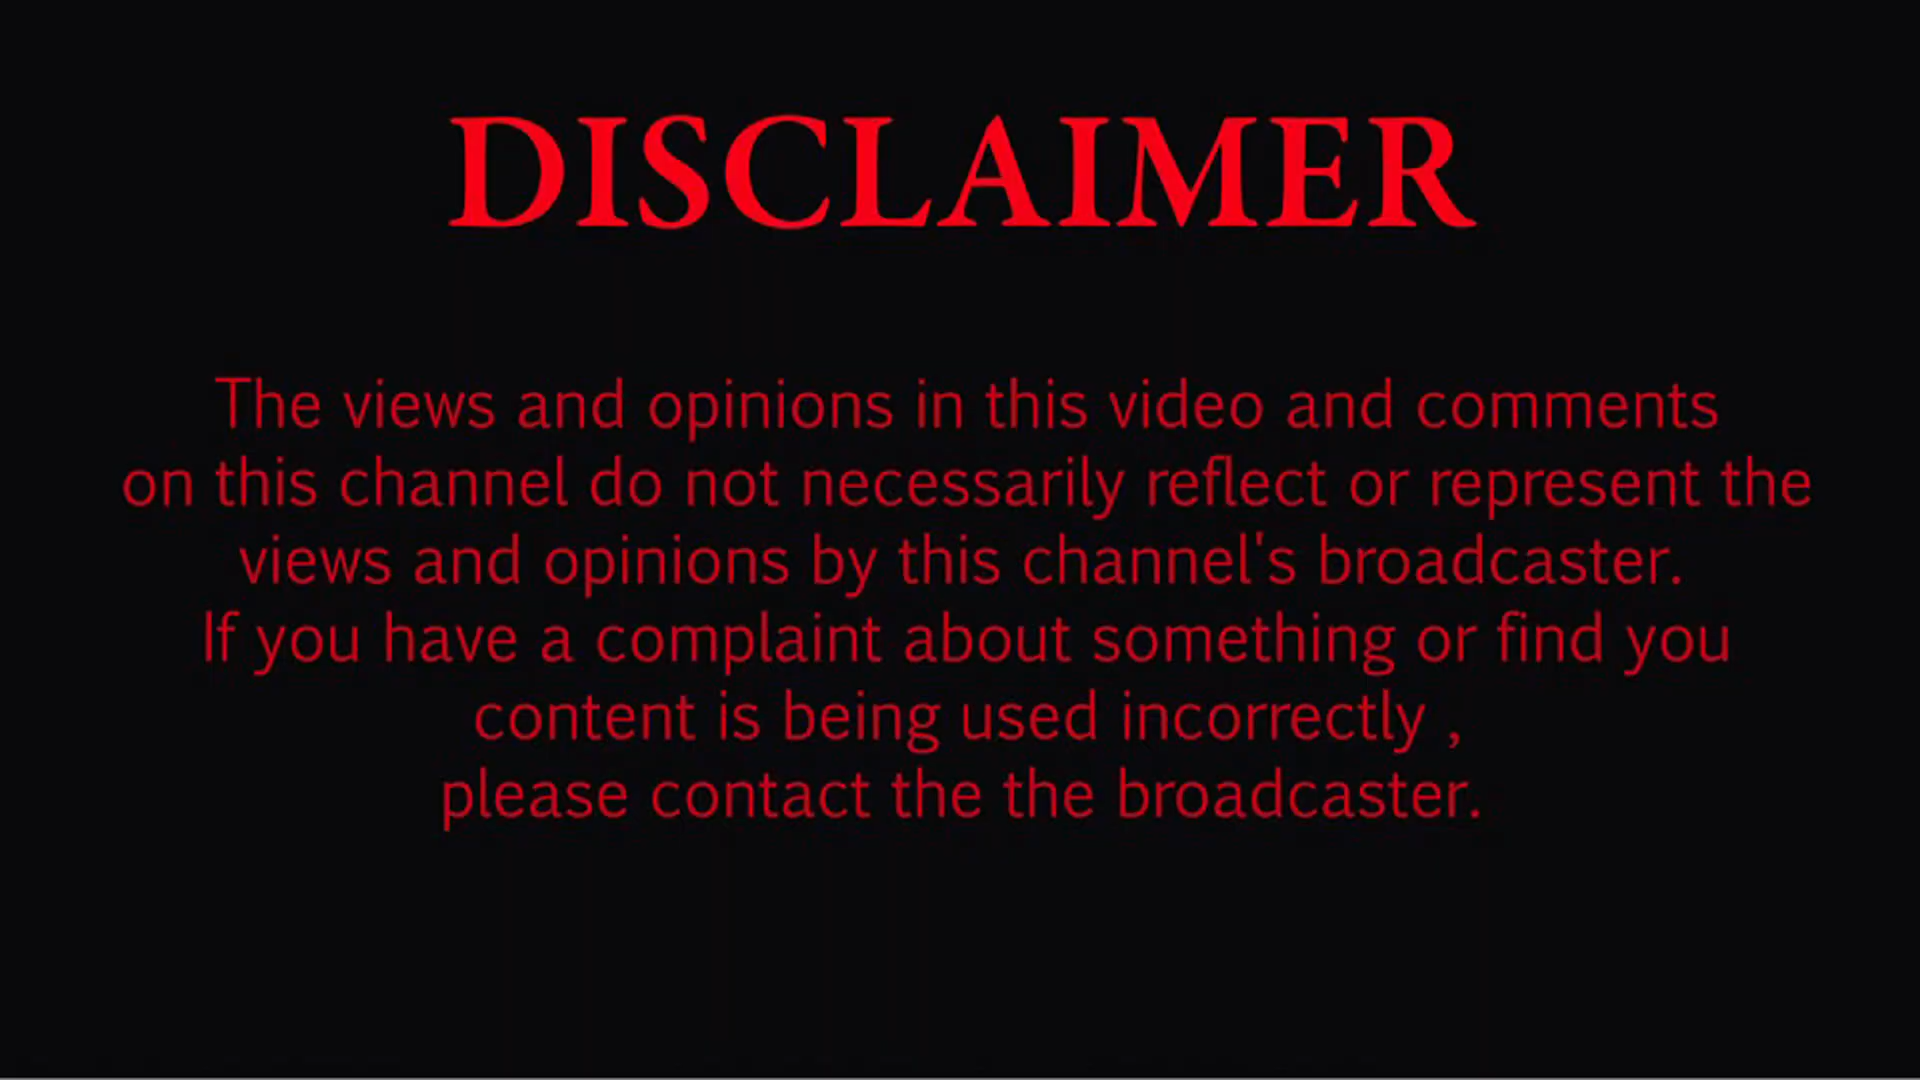 DISCLAIMER
The views and opinions in this video and comments
on this channel do not necessarily reflect or represent the
views and opinions by this channel's broadcaster.
If you have a complaint about something or find you
content is being used incorrectly ,
please contact the the broadcaster.